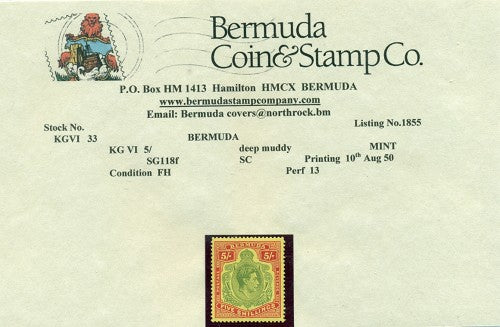 Bermuda
Coin & Stamp Co.
P.O. Box HM 1413 Hamilton HMCX BERMUDA
www.bermudastampcompany.com
Email: Bermuda covers@northrock.bm
Stock No. Listing No.1855
KGVI 33 BERMUDA
KG VI 5/ deep muddy MINT
SG118f SC Printing 10th Aug 50
Condition FH Perf 13
BERMUDA
5/- 5/-
FIVE SHILLINGS